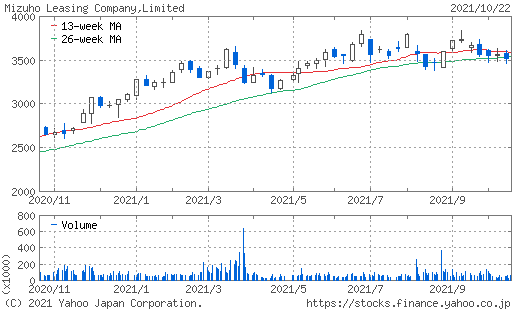 Mizuho Leasing Company,Limited 2021/10/22
4000
13-week MA
26-week MA
3500
3000
2500
2000
2020/11 2021/1 2021/3 2021/5 2021/7 2021/9
800
Volume
600
400
200
0
(x1000)
2020/11 2021/1 2021/3 2021/5 2021/7 2021/9
(C) 2021 Yahoo Japan Corporation. https://stocks.finance.yahoo.co.jp/